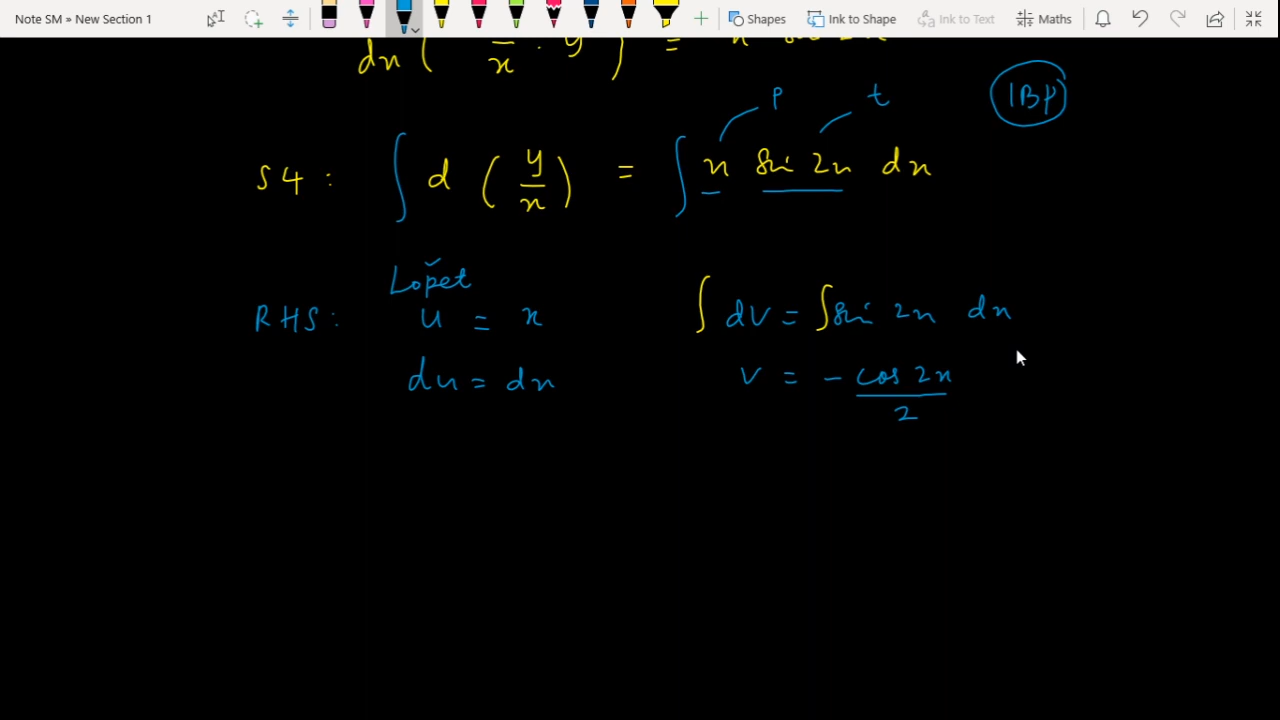 Note SM » New Section 1 Shapes Ink to Shape Ink to Text Maths
dx ( /x . y ) =
p t IBP
S4 : ∫ d ( y/x ) = ∫ x sin 2x dx
Lopet
RHS : u = x ∫ dv = ∫ sin 2x dx
du = dx v = - cos 2x / 2